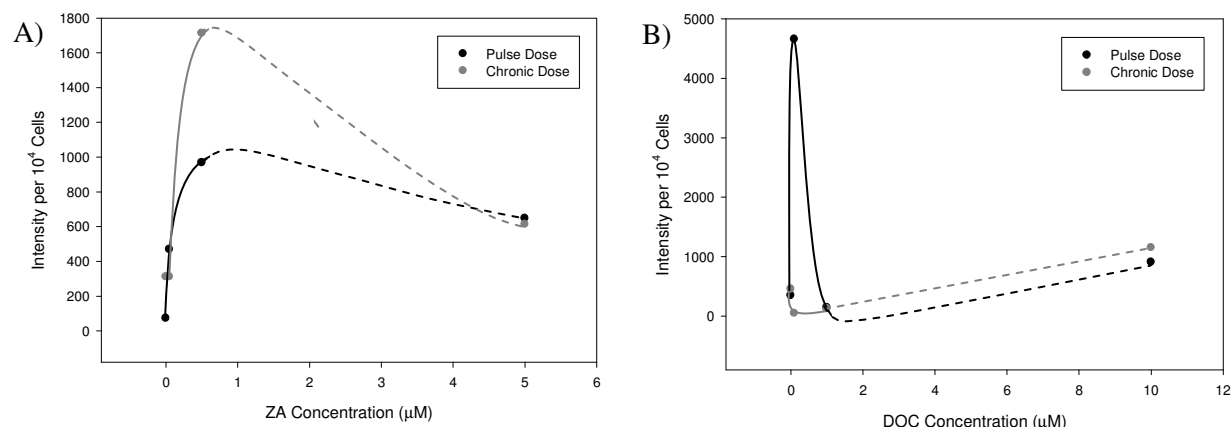 A)
1800
1600
1400
1200
1000
800
600
400
200
0
Intensity per 10⁴ Cells
Pulse Dose
Chronic Dose
0 1 2 3 4 5 6
ZA Concentration (μM)
B)
5000
4000
3000
2000
1000
0
Intensity per 10⁴ Cells
Pulse Dose
Chronic Dose
0 2 4 6 8 10 12
DOC Concentration (μM)